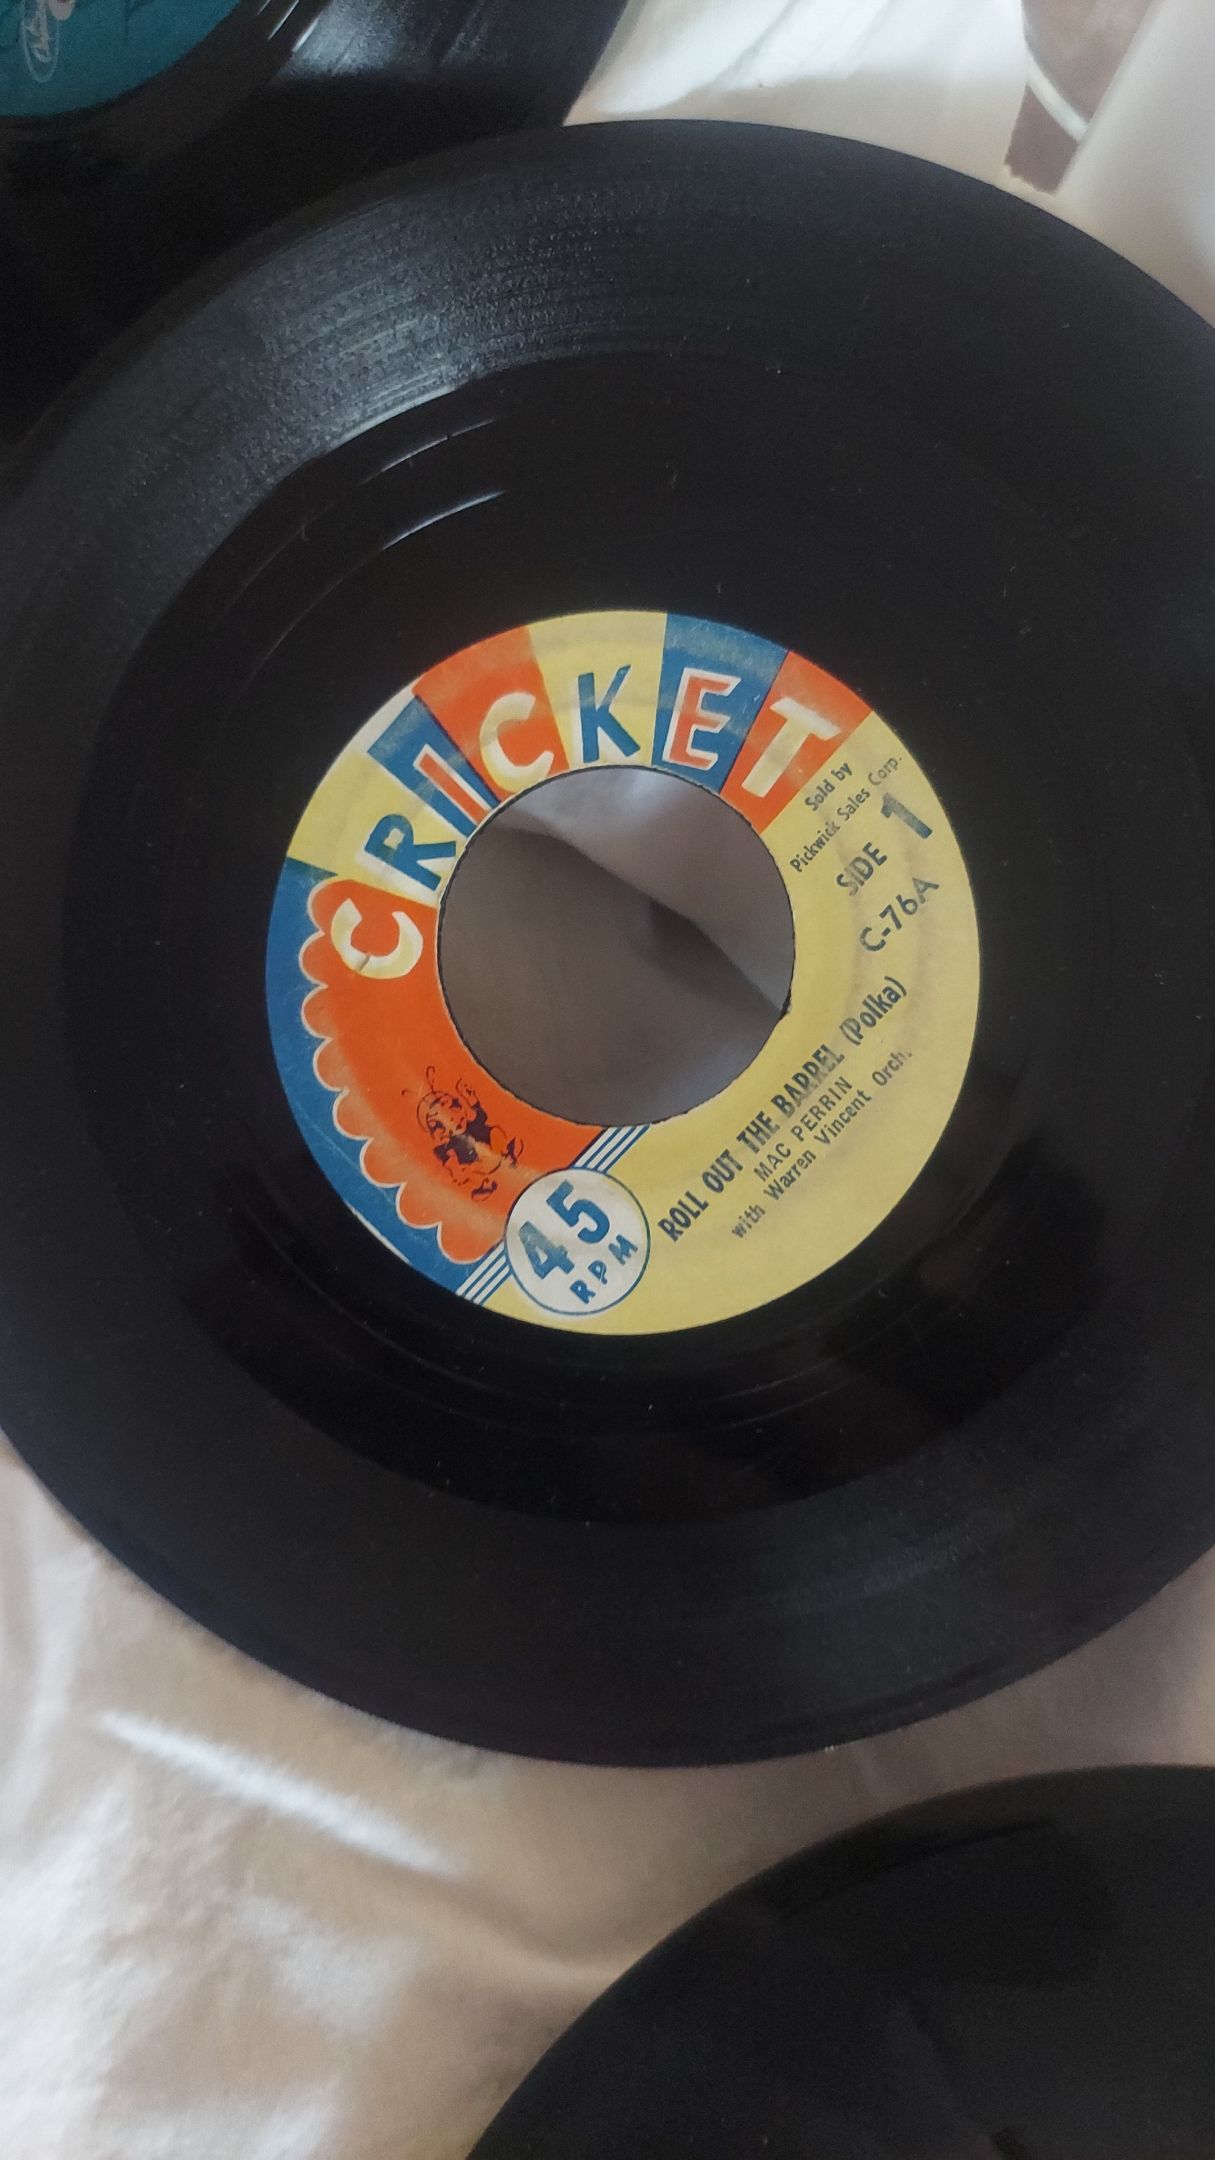 CRICKET
Sold by
Pickwick Sales Corp.
SIDE 1
C-76A
ROLL OUT THE BARREL (Polka)
MAC PERRIN
with Warren Vincent Orch.
45
RPM